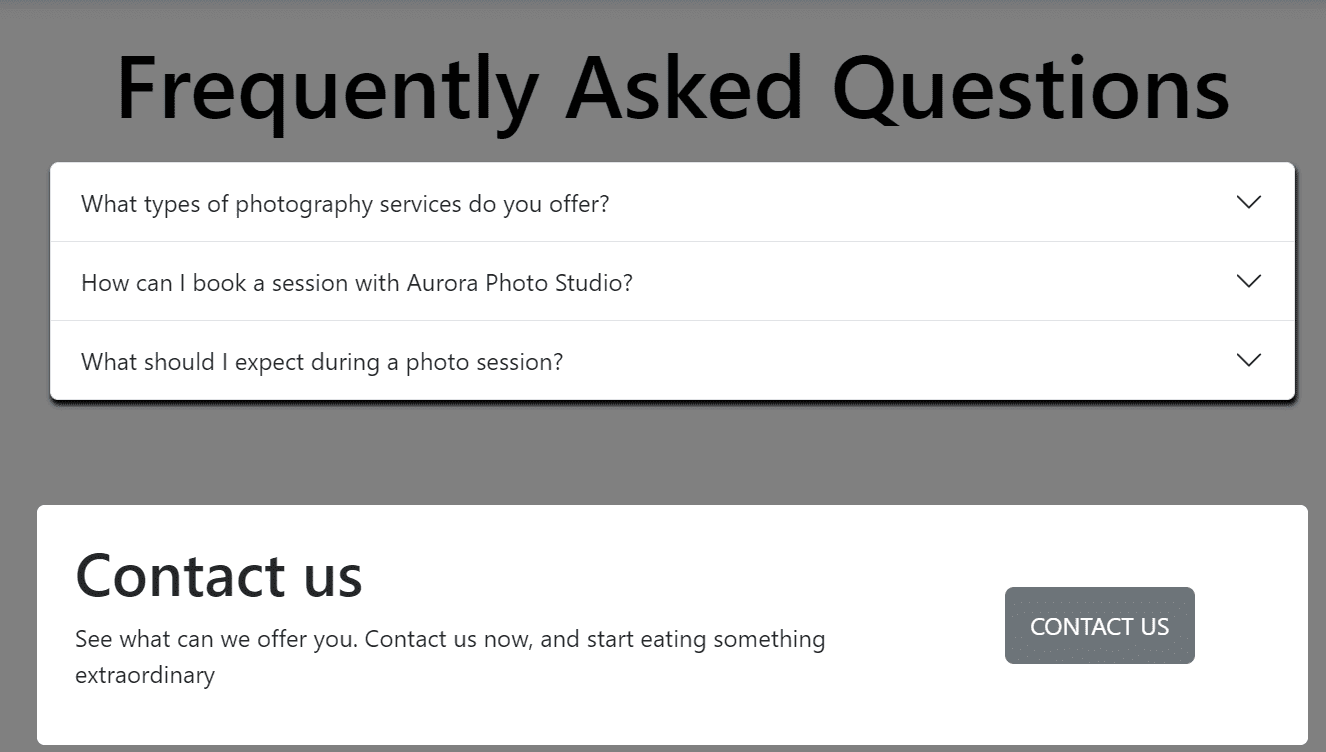 Frequently Asked Questions
What types of photography services do you offer?
How can I book a session with Aurora Photo Studio?
What should I expect during a photo session?
Contact us
See what can we offer you. Contact us now, and start eating something
extraordinary
CONTACT US